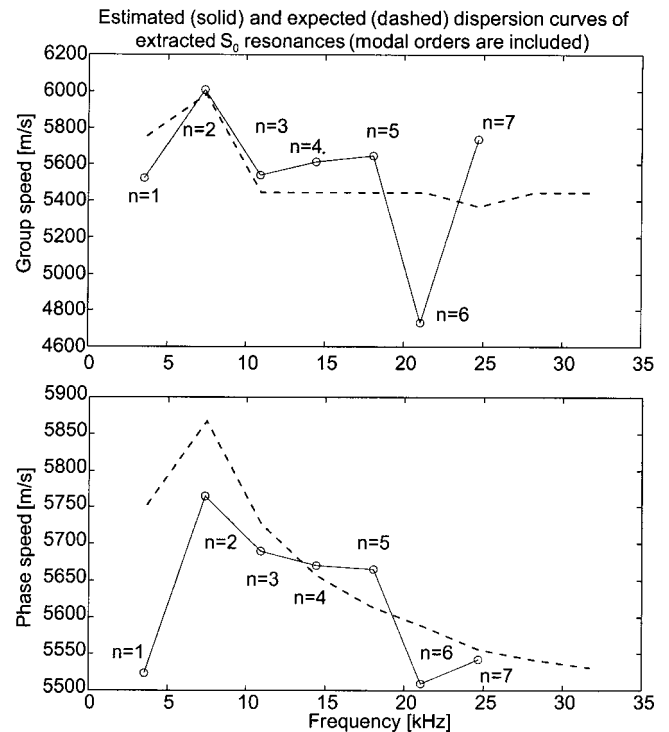 Estimated (solid) and expected (dashed) dispersion curves of
extracted S₀ resonances (modal orders are included)
6200
6000
5800
5600
5400
5200
5000
4800
4600
Group speed [m/s]
n=1
n=2
n=3
n=4
n=5
n=6
n=7
0
5
10
15
20
25
30
35
5900
5850
5800
5750
5700
5650
5600
5550
5500
Phase speed [m/s]
n=1
n=2
n=3
n=4
n=5
n=6
n=7
0
5
10
15
20
25
30
35
Frequency [kHz]